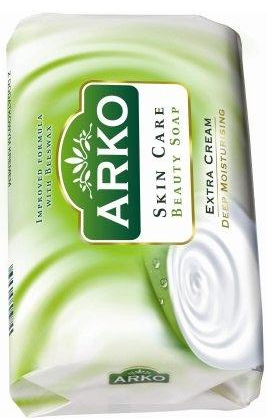 IMPROVED FORMULA
WITH BEESWAX
ARKO
SKIN CARE
BEAUTY SOAP
EXTRA CREAM
DEEP MOISTURISING
ARKO